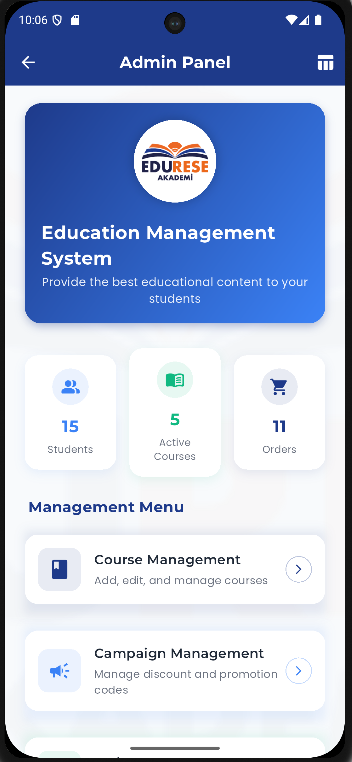 10:06
Admin Panel
EDURESE
AKADEMİ
Education Management
System
Provide the best educational content to your
students
15
Students
5
Active
Courses
11
Orders
Management Menu
Course Management
Add, edit, and manage courses
Campaign Management
Manage discount and promotion
codes